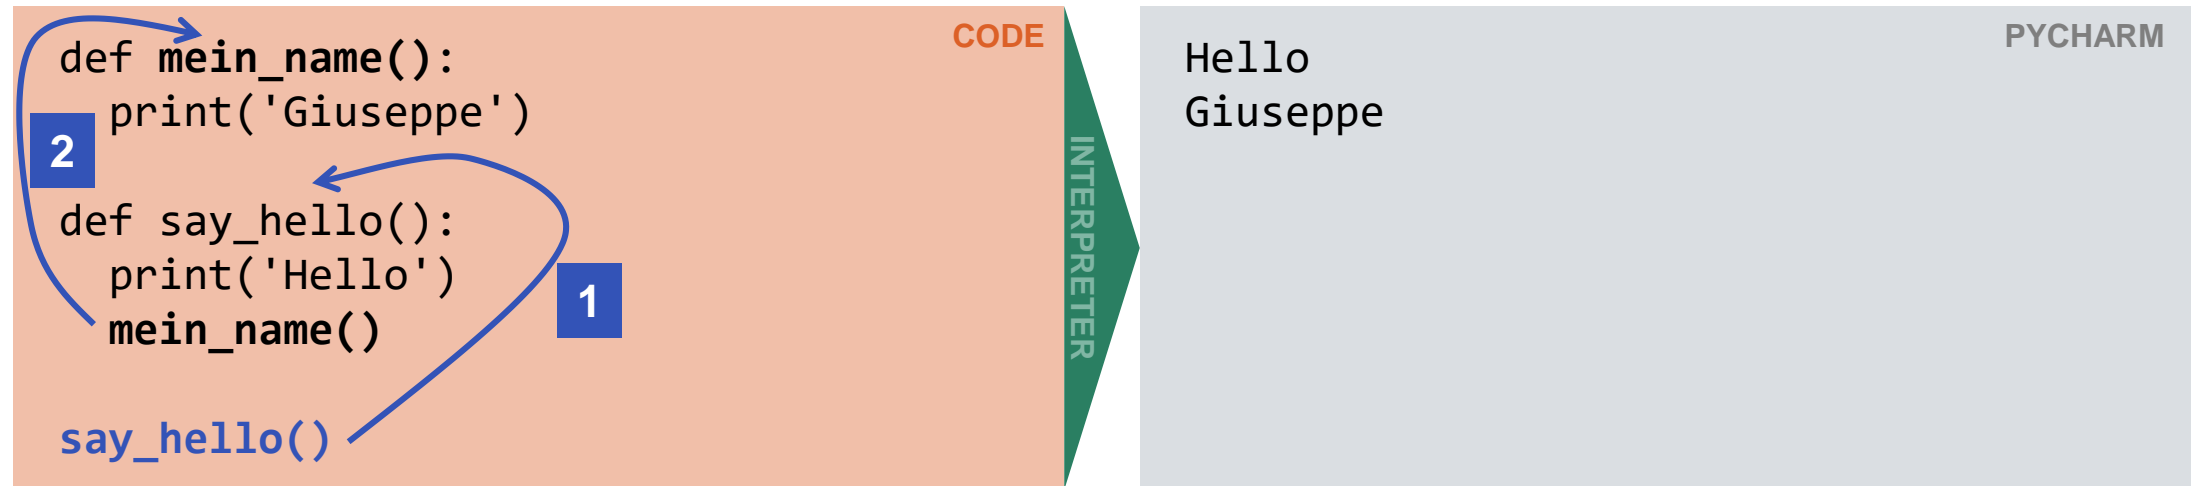 CODE
def mein_name():
  print('Giuseppe')
2
def say_hello():
  print('Hello')
1
  mein_name()
say_hello()
INTERPRETER
PYCHARM
Hello
Giuseppe